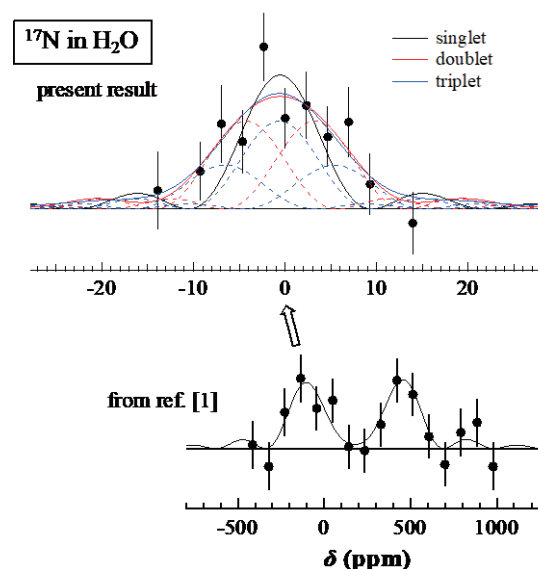 ¹⁷N in H₂O
present result
singlet
doublet
triplet
-20 -10 0 10 20
from ref. [1]
-500 0 500 1000
δ (ppm)